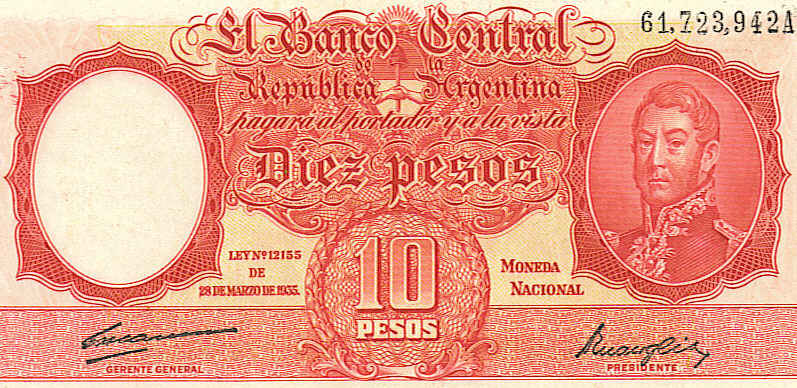 61,723,942A
El Banco Central
de la
República Argentina
pagará al portador y a la vista
Diez pesos
LEY Nº 12155
DE
28 DE MARZO DE 1935.
10
PESOS
MONEDA
NACIONAL
GERENTE GENERAL
PRESIDENTE